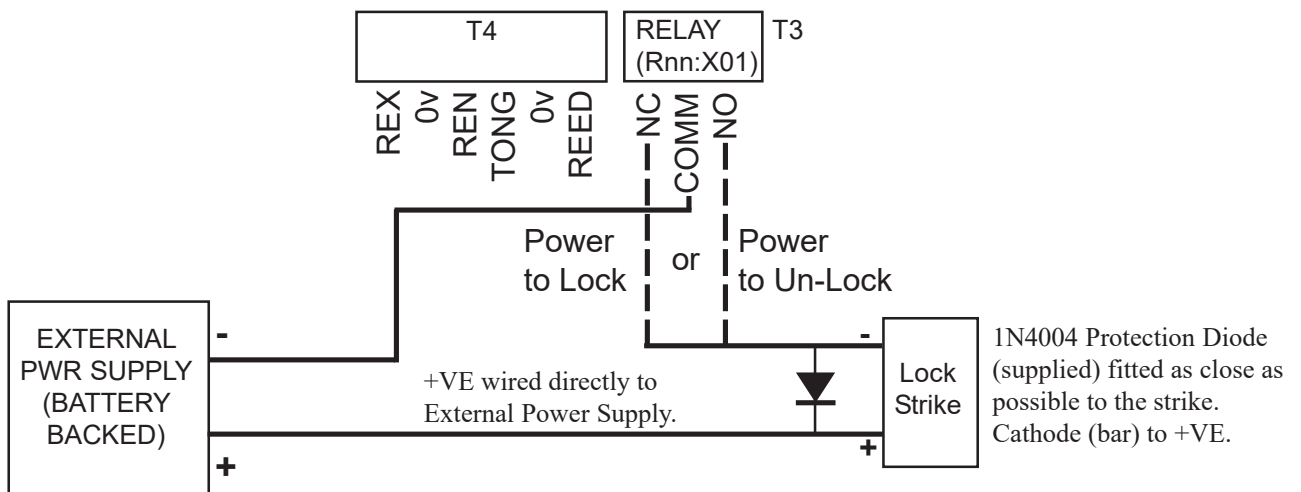 T4
RELAY
(Rnn:X01)
T3
REX
0v
REN
TONG
0v
REED
NC
COMM
NO
Power
to Lock
or
Power
to Un-Lock
EXTERNAL
PWR SUPPLY
(BATTERY
BACKED)
-
+
+VE wired directly to
External Power Supply.
-
+
Lock
Strike
1N4004 Protection Diode
(supplied) fitted as close as
possible to the strike.
Cathode (bar) to +VE.